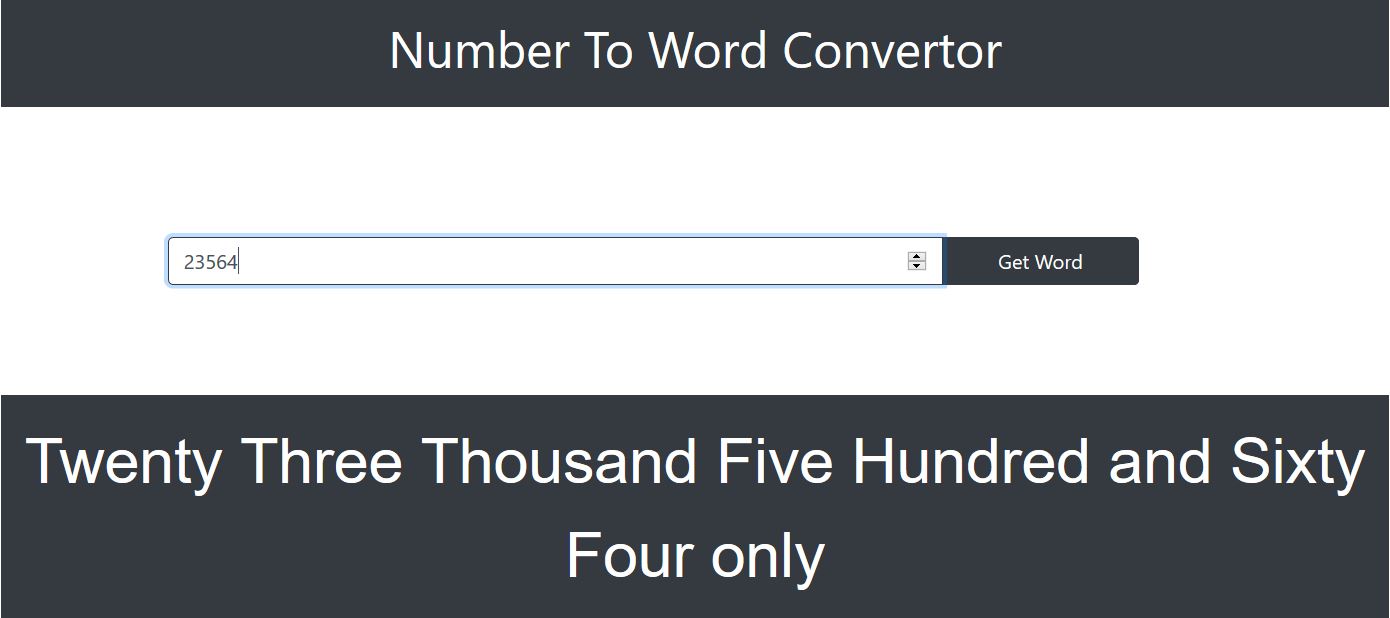 Number To Word Convertor
23564
Get Word
Twenty Three Thousand Five Hundred and Sixty
Four only